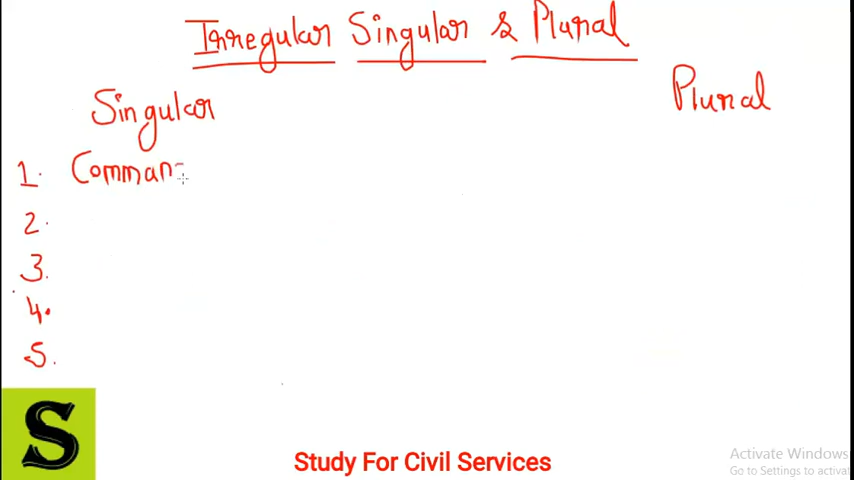 Irregular Singular & Plural
Singular
Plural
1. Comman
2.
3.
4.
5.
S
Study For Civil Services
Activate Windows
Go to Settings to activat